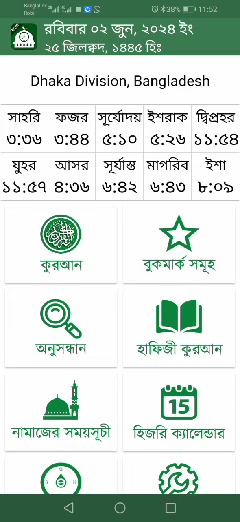 38% 11:52
রবিবার ০২ জুন, ২০২৪ ইং
২৫ জিলক্বদ, ১৪৪৫ হিঃ
Dhaka Division, Bangladesh
সাহরি ফজর সূর্যোদয় ইশরাক দ্বিপ্রহর
৩:৩৬ ৩:৪৪ ৫:১০ ৫:২৬ ১১:৫৪
যুহর আসর সূর্যাস্ত মাগরিব ইশা
১১:৫৭ ৪:৩৬ ৬:৪২ ৬:৪৩ ৮:০৯
কুরআন বুকমার্ক সমূহ
অনুসন্ধান হাফিজী কুরআন
15
নামাজের সময়সূচী হিজরি ক্যালেন্ডার